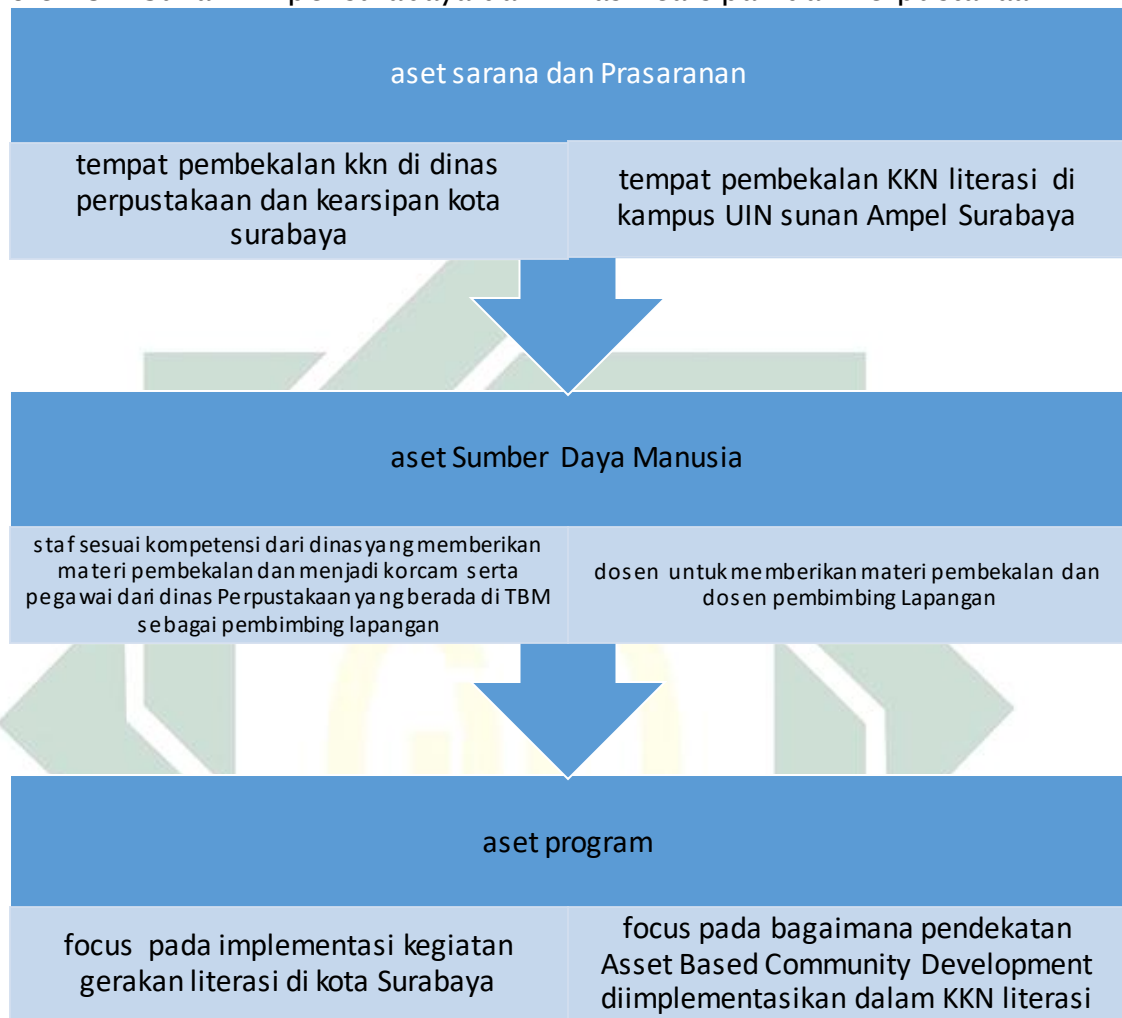 aset sarana dan Prasaranan
tempat pembekalan kkn di dinas
perpustakaan dan kearsipan kota
surabaya
tempat pembekalan KKN literasi di
kampus UIN sunan Ampel Surabaya
aset Sumber Daya Manusia
staf sesuai kompetensi dari dinas yang memberikan
materi pembekalan dan menjadi korcam serta
pegawai dari dinas Perpustakaan yang berada di TBM
sebagai pembimbing lapangan
dosen untuk memberikan materi pembekalan dan
dosen pembimbing Lapangan
aset program
focus pada implementasi kegiatan
gerakan literasi di kota Surabaya
focus pada bagaimana pendekatan
Asset Based Community Development
diimplementasikan dalam KKN literasi